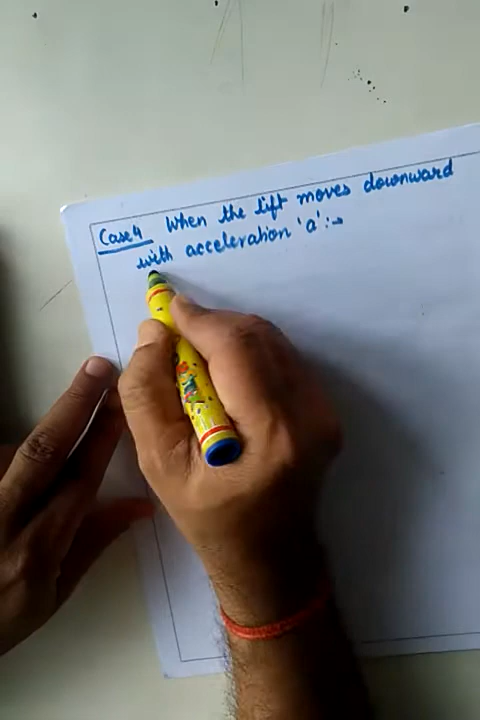 Case 4 When the lift moves downward
with acceleration 'a':→